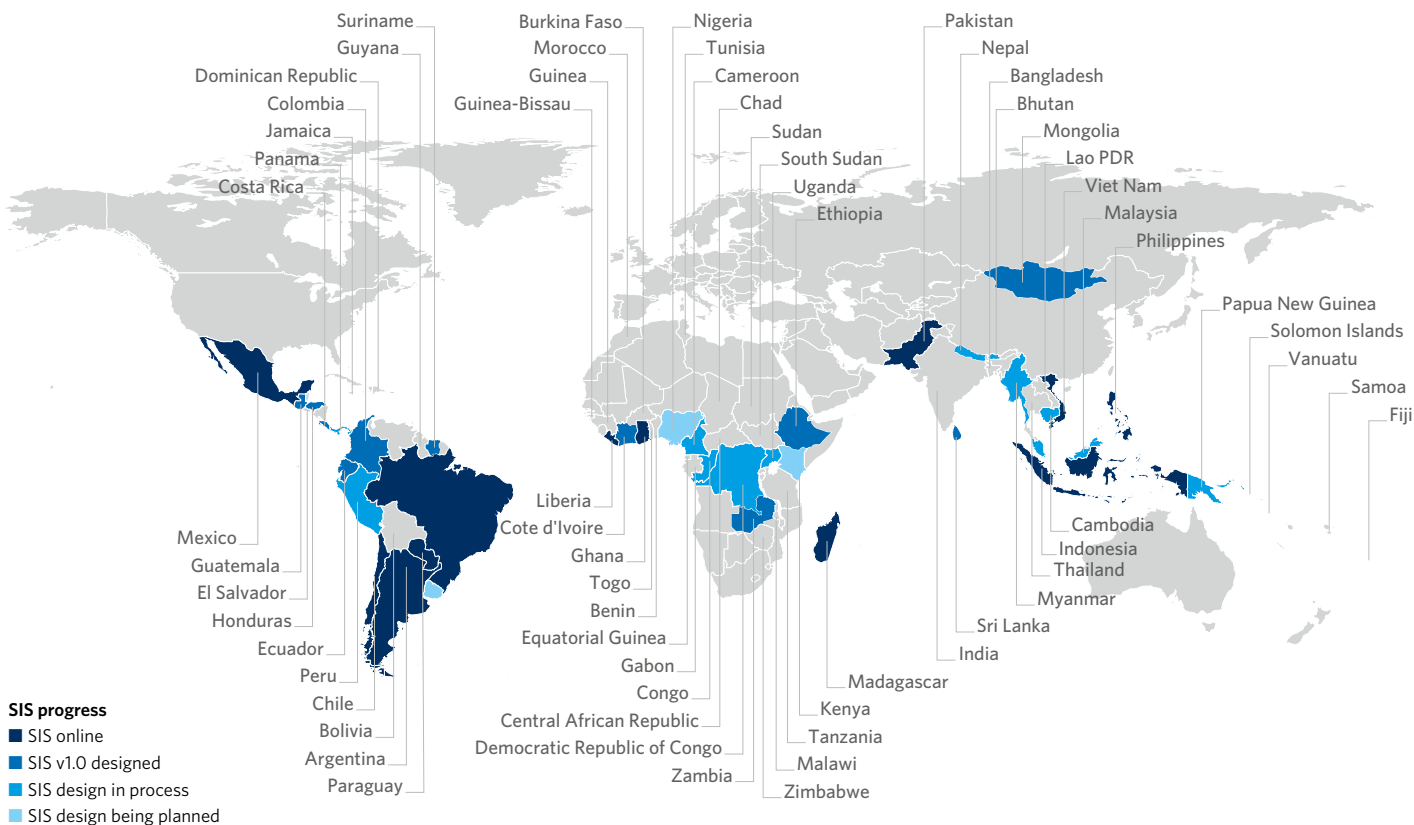 Suriname
Guyana
Dominican Republic
Colombia
Jamaica
Panama
Costa Rica
Burkina Faso
Morocco
Guinea
Guinea-Bissau
Nigeria
Tunisia
Cameroon
Chad
Sudan
South Sudan
Uganda
Ethiopia
Pakistan
Nepal
Bangladesh
Bhutan
Mongolia
Lao PDR
Viet Nam
Malaysia
Philippines
Papua New Guinea
Solomon Islands
Vanuatu
Samoa
Fiji
Mexico
Guatemala
El Salvador
Honduras
Ecuador
Peru
Chile
Bolivia
Argentina
Paraguay
Liberia
Cote d'Ivoire
Ghana
Togo
Benin
Equatorial Guinea
Gabon
Congo
Central African Republic
Democratic Republic of Congo
Zambia
Madagascar
Kenya
Tanzania
Malawi
Zimbabwe
Cambodia
Indonesia
Thailand
Myanmar
Sri Lanka
India
SIS progress
SIS online
SIS v1.0 designed
SIS design in process
SIS design being planned